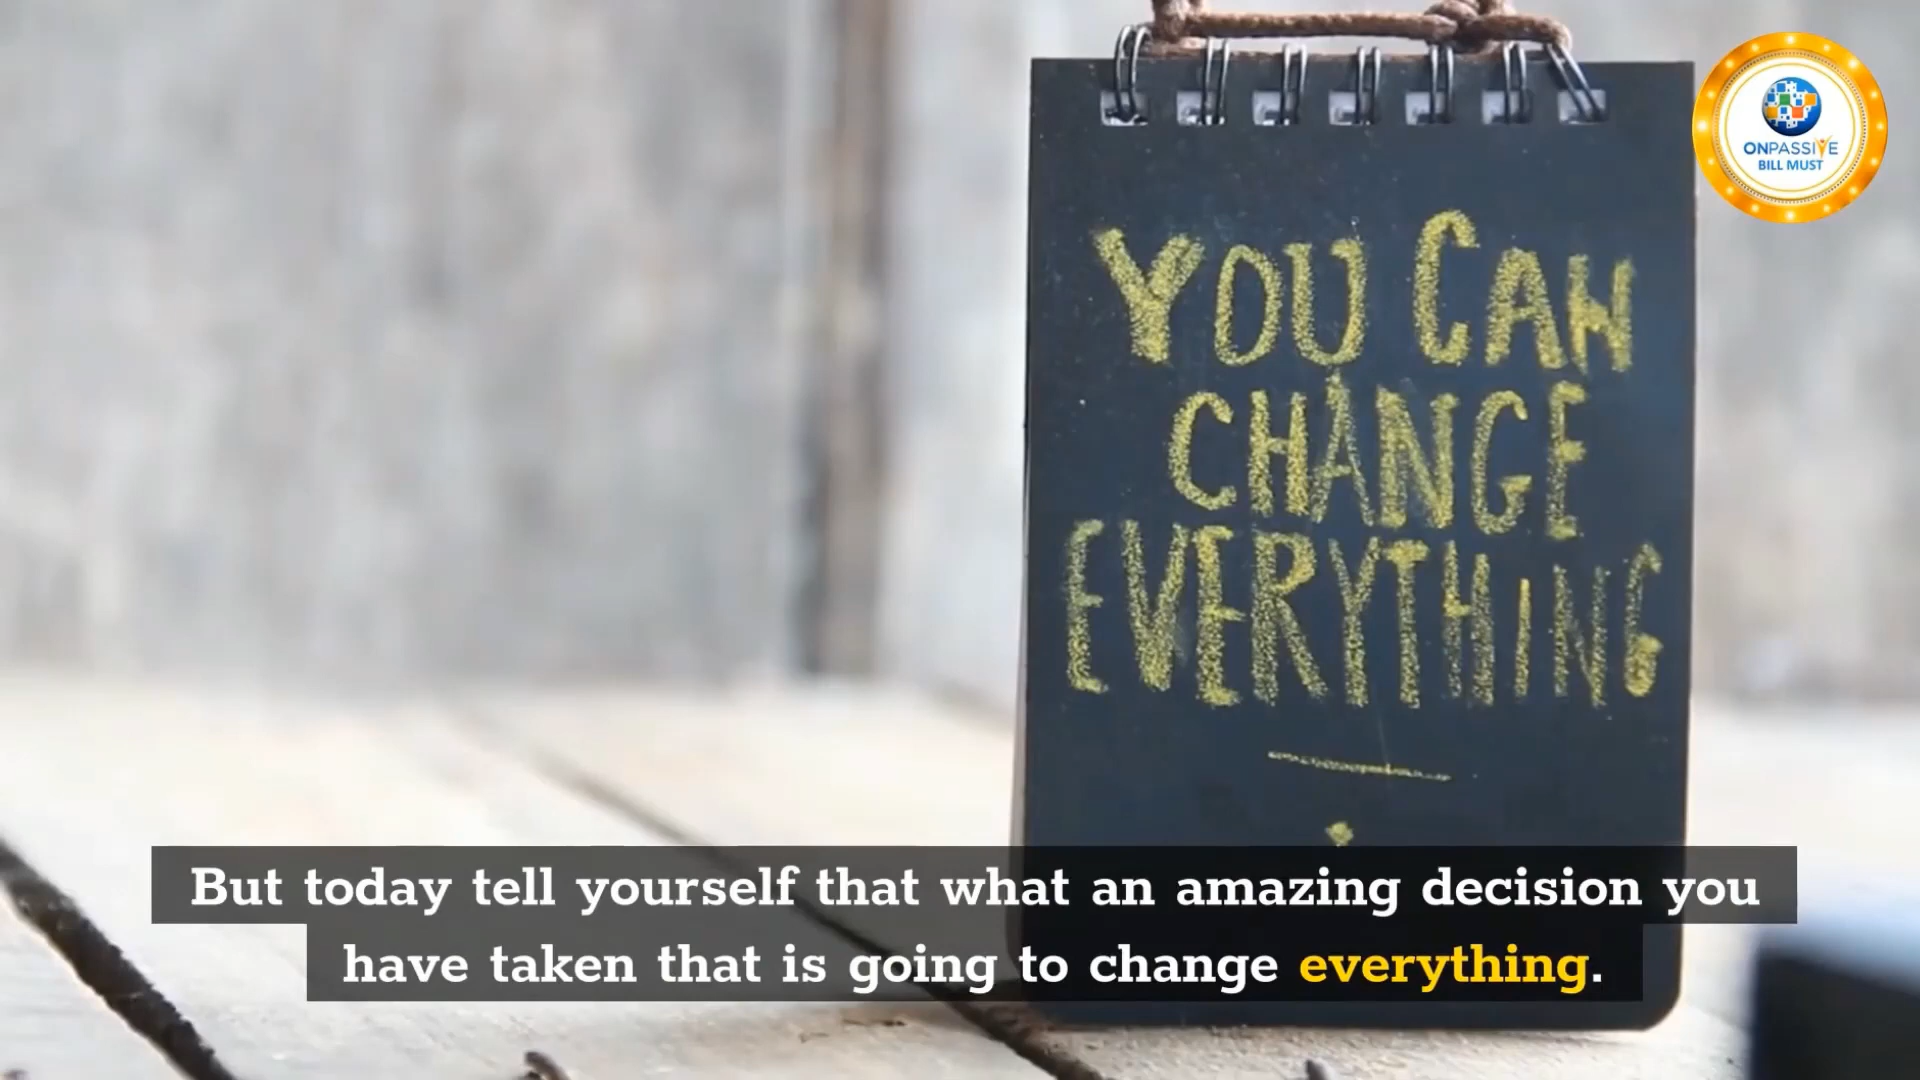 ONPASSIVE
BILL MUST
YOU CAN
CHANGE
EVERYTHING
But today tell yourself that what an amazing decision you
have taken that is going to change everything.